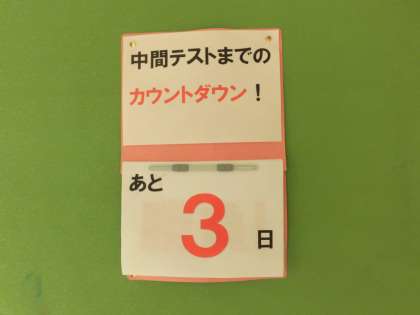 中間テストまでの
カウントダウン！
あと
3日